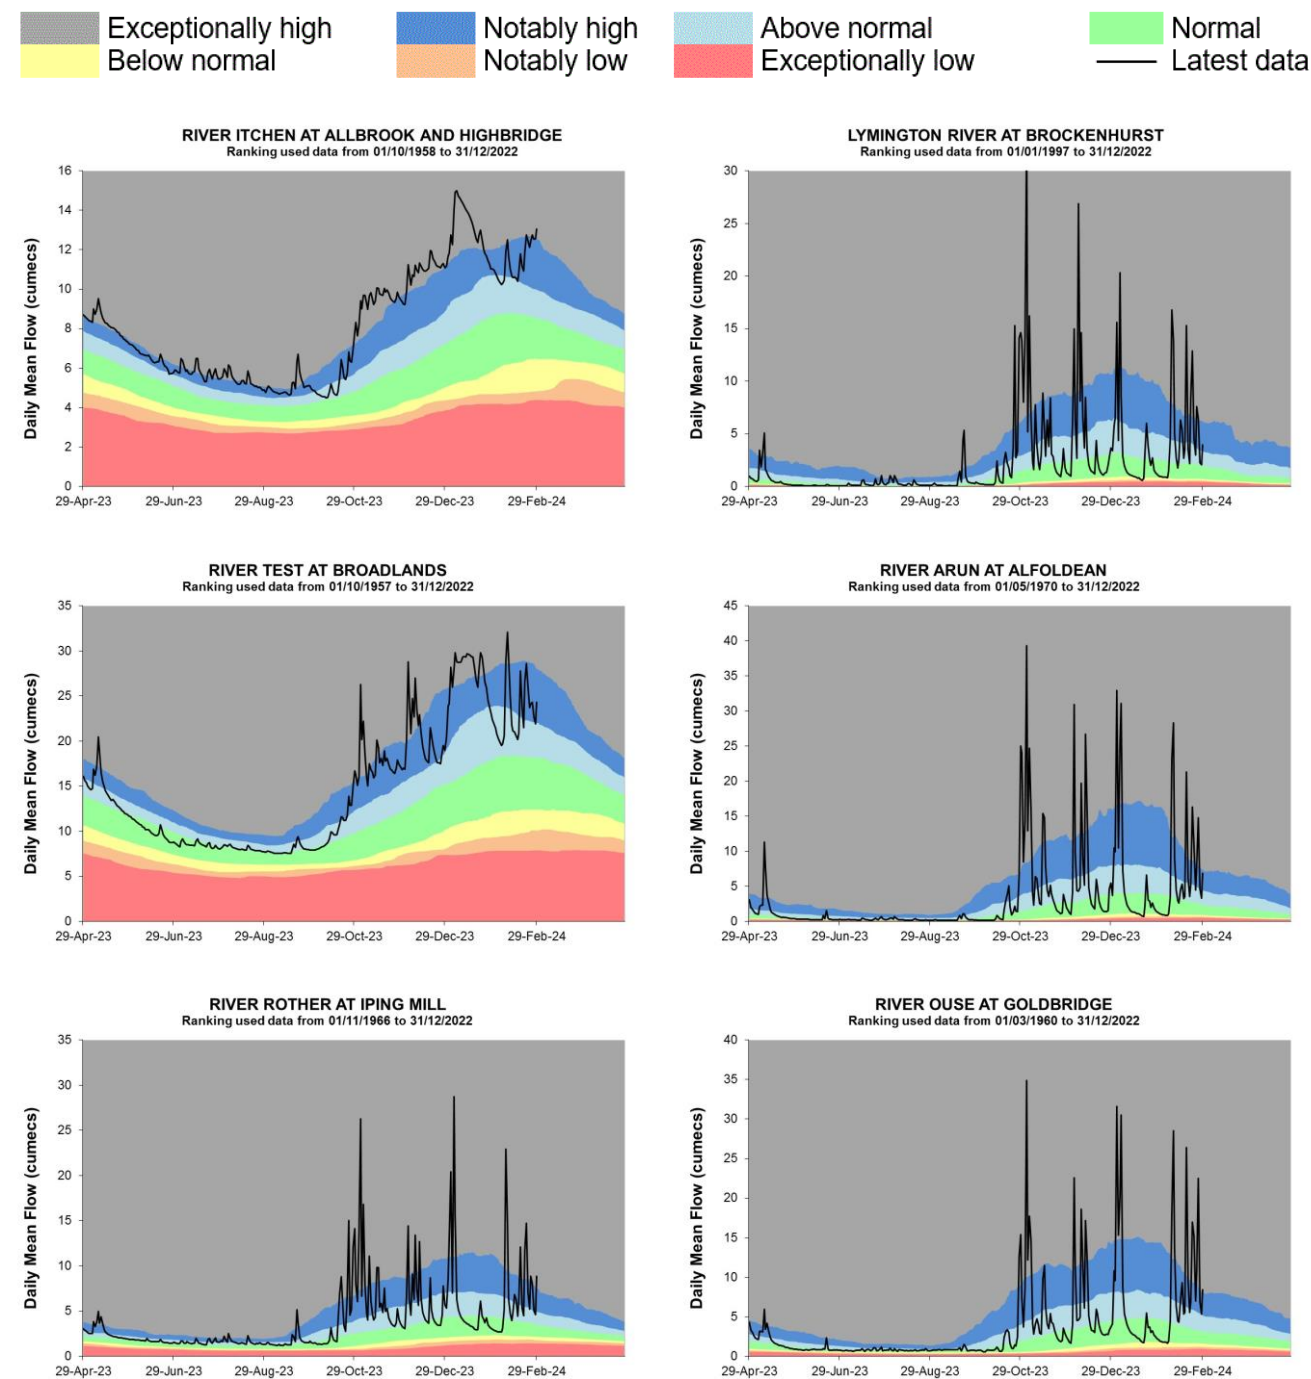 Exceptionally high Notably high Above normal Normal
Below normal Notably low Exceptionally low Latest data
RIVER ITCHEN AT ALLBROOK AND HIGHBRIDGE
Ranking used data from 01/10/1958 to 31/12/2022
Daily Mean Flow (cumecs)
16
14
12
10
8
6
4
2
0
29-Apr-23 29-Jun-23 29-Aug-23 29-Oct-23 29-Dec-23 29-Feb-24
LYMINGTON RIVER AT BROCKENHURST
Ranking used data from 01/01/1997 to 31/12/2022
Daily Mean Flow (cumecs)
30
25
20
15
10
5
0
29-Apr-23 29-Jun-23 29-Aug-23 29-Oct-23 29-Dec-23 29-Feb-24
RIVER TEST AT BROADLANDS
Ranking used data from 01/10/1957 to 31/12/2022
Daily Mean Flow (cumecs)
35
30
25
20
15
10
5
0
29-Apr-23 29-Jun-23 29-Aug-23 29-Oct-23 29-Dec-23 29-Feb-24
RIVER ARUN AT ALFOLDEAN
Ranking used data from 01/05/1970 to 31/12/2022
Daily Mean Flow (cumecs)
45
40
35
30
25
20
15
10
5
0
29-Apr-23 29-Jun-23 29-Aug-23 29-Oct-23 29-Dec-23 29-Feb-24
RIVER ROTHER AT IPING MILL
Ranking used data from 01/11/1966 to 31/12/2022
Daily Mean Flow (cumecs)
35
30
25
20
15
10
5
0
29-Apr-23 29-Jun-23 29-Aug-23 29-Oct-23 29-Dec-23 29-Feb-24
RIVER OUSE AT GOLDBRIDGE
Ranking used data from 01/03/1960 to 31/12/2022
Daily Mean Flow (cumecs)
40
35
30
25
20
15
10
5
0
29-Apr-23 29-Jun-23 29-Aug-23 29-Oct-23 29-Dec-23 29-Feb-24